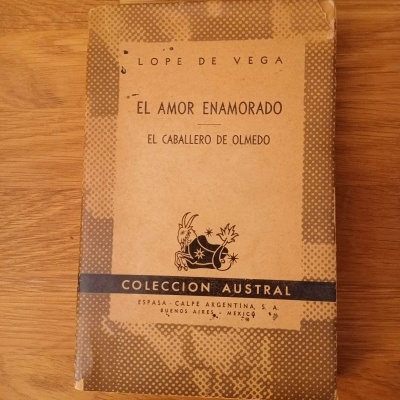 LOPE DE VEGA
EL AMOR ENAMORADO
EL CABALLERO DE OLMEDO
COLECCION AUSTRAL
ESPASA - CALPE ARGENTINA, S. A.
BUENOS AIRES - MEXICO